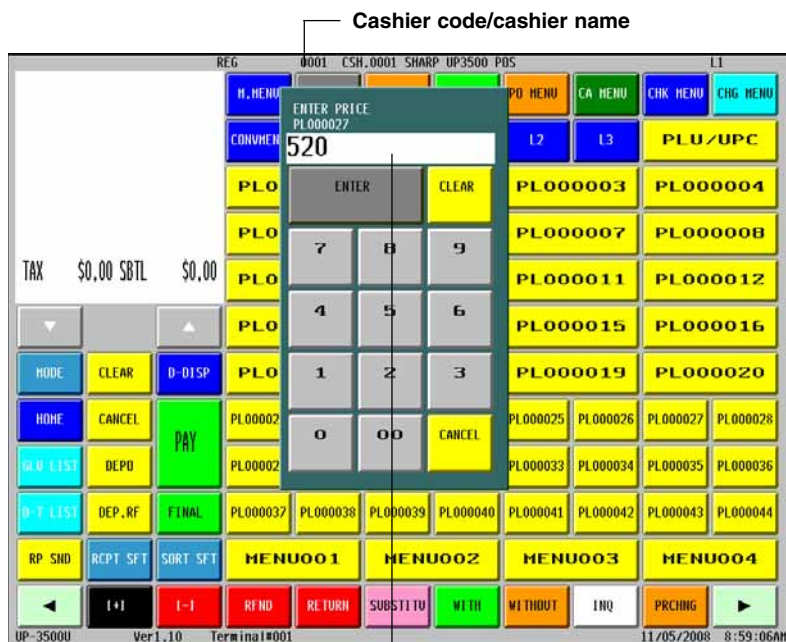 Cashier code/cashier name
REG 0001 CSH.0001 SHARP UP3500 POS L1
M.MENU PO MENU CA MENU CHK MENU CHG MENU
ENTER PRICE
PL000027
520
CONVMEN L2 L3 PLU/UPC
ENTER CLEAR
PLO PL000003 PL000004
PLO PL000007 PL000008
7 8 9
TAX $0,00 SBTL $0,00
PLO PL000011 PL000012
4 5 6
PLO PL000015 PL000016
MODE CLEAR D-DISP PLO 1 2 3 PL000019 PL000020
HOME CANCEL PAY PL00002 0 00 CANCEL PL000025 PL000026 PL000027 PL000028
GLU LIST DEPO PL00002 PL000033 PL000034 PL000035 PL000036
D-T LIST DEP.RF FINAL PL000037 PL000038 PL000039 PL000040 PL000041 PL000042 PL000043 PL000044
RP SND RCPT SFT SORT SFT MENU001 MENU002 MENU003 MENU004
[+] [-] RFND RETURN SUBSTITU WITH WITHOUT INQ PRCHNG
UP-3500U Ver1.10 Terminal#001 11/05/2008 8:59:06AM